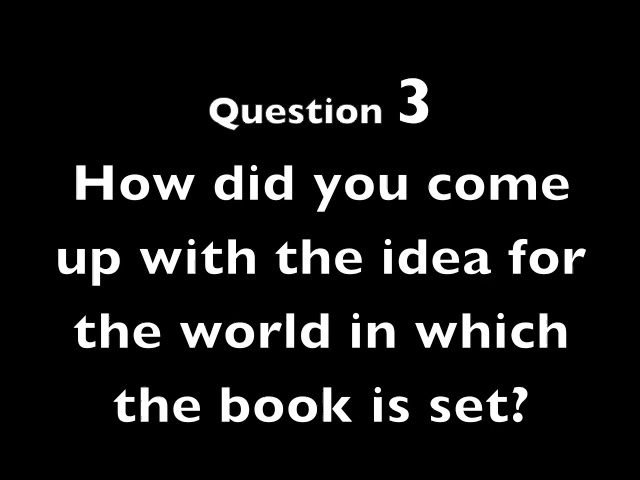 Question 3
How did you come
up with the idea for
the world in which
the book is set?